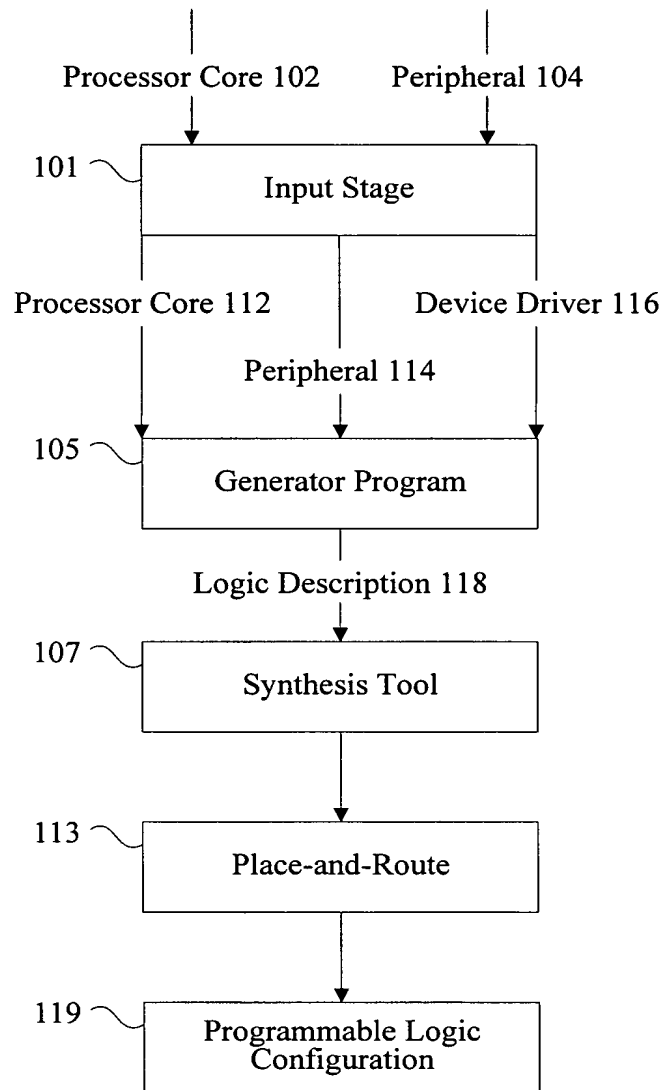 Processor Core 102
Peripheral 104
101
Input Stage
Processor Core 112
Device Driver 116
Peripheral 114
105
Generator Program
Logic Description 118
107
Synthesis Tool
113
Place-and-Route
119
Programmable Logic
Configuration